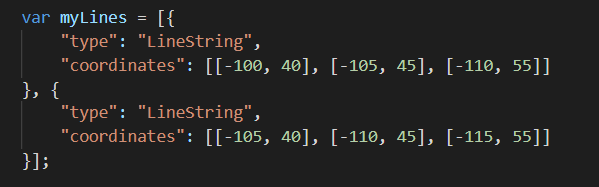 var myLines = [{
    "type": "LineString",
    "coordinates": [[-100, 40], [-105, 45], [-110, 55]]
}, {
    "type": "LineString",
    "coordinates": [[-105, 40], [-110, 45], [-115, 55]]
}];